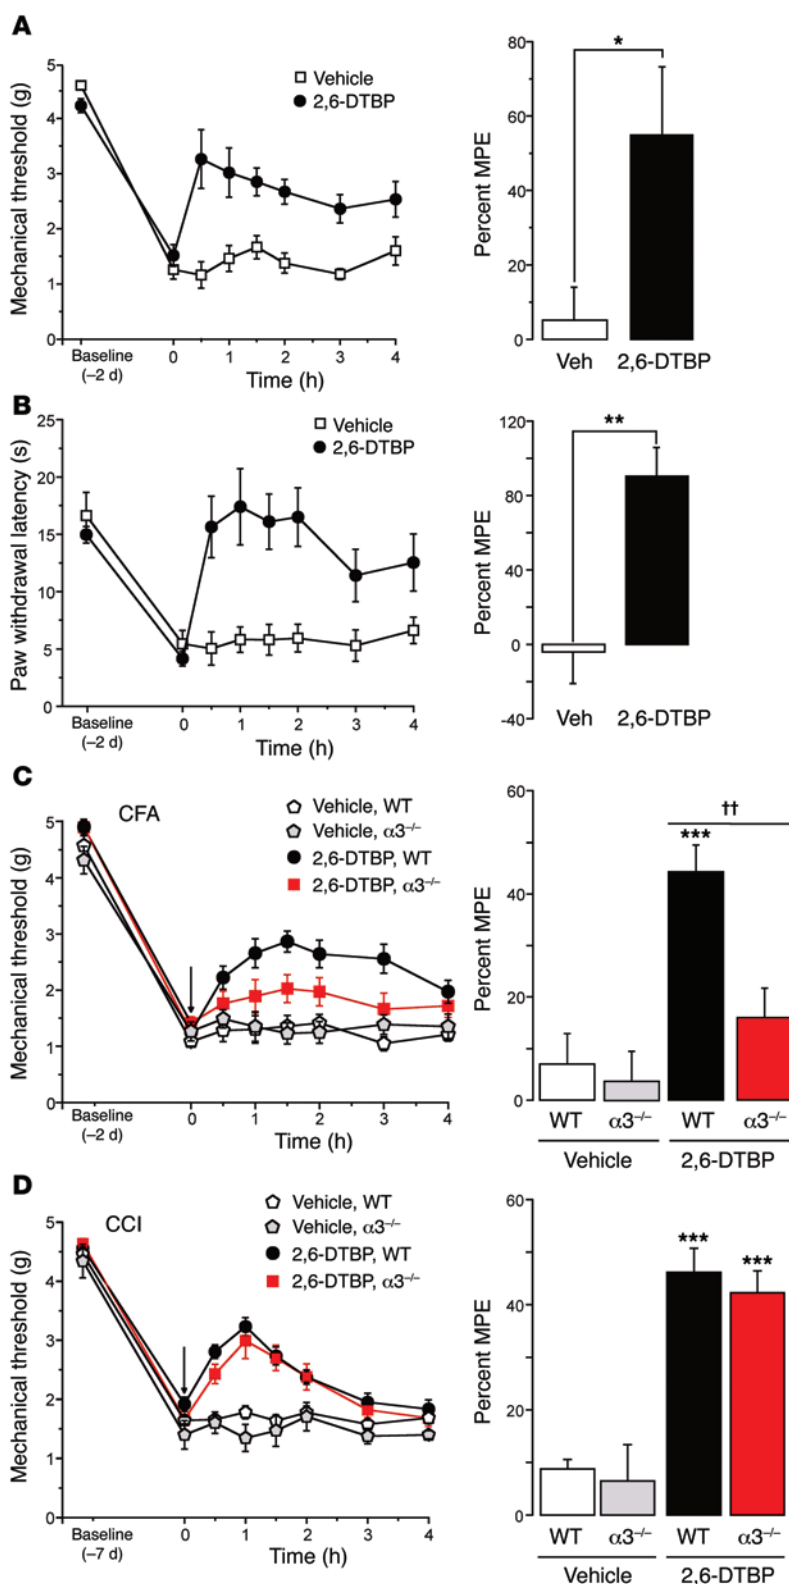 A
Mechanical threshold (g)
5
4
3
2
1
0
Vehicle
2,6-DTBP
Baseline
(–2 d)
0 1 2 3 4
Time (h)
Percent MPE
80
60
40
20
0
*
Veh 2,6-DTBP
B
Paw withdrawal latency (s)
25
20
15
10
5
0
Vehicle
2,6-DTBP
Baseline
(–2 d)
0 1 2 3 4
Time (h)
Percent MPE
120
80
40
0
-40
**
Veh 2,6-DTBP
C
CFA
Mechanical threshold (g)
5
4
3
2
1
0
Vehicle, WT
Vehicle, α3–/–
2,6-DTBP, WT
2,6-DTBP, α3–/–
Baseline
(–2 d)
0 1 2 3 4
Time (h)
Percent MPE
60
40
20
0
††
***
WT α3–/– WT α3–/–
Vehicle 2,6-DTBP
D
CCI
Mechanical threshold (g)
5
4
3
2
1
0
Vehicle, WT
Vehicle, α3–/–
2,6-DTBP, WT
2,6-DTBP, α3–/–
Baseline
(–7 d)
0 1 2 3 4
Time (h)
Percent MPE
60
40
20
0
*** ***
WT α3–/– WT α3–/–
Vehicle 2,6-DTBP